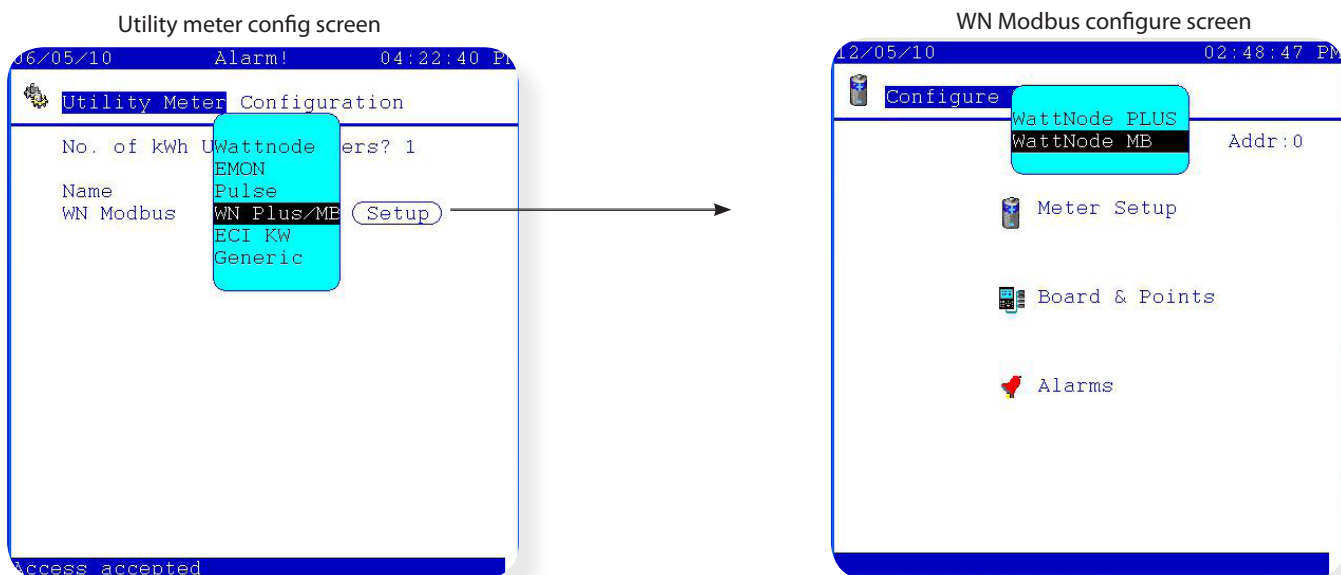 Utility meter config screen
06/05/10 Alarm! 04:22:40 P
Utility Meter Configuration
No. of kWh U ers? 1
Wattnode
EMON
Name
Pulse
WN Modbus
WN Plus/MB
Setup
ECI KW
Generic
Access accepted
WN Modbus configure screen
12/05/10 02:48:47 PM
Configure
WattNode PLUS
WattNode MB
Addr:0
Meter Setup
Board & Points
Alarms